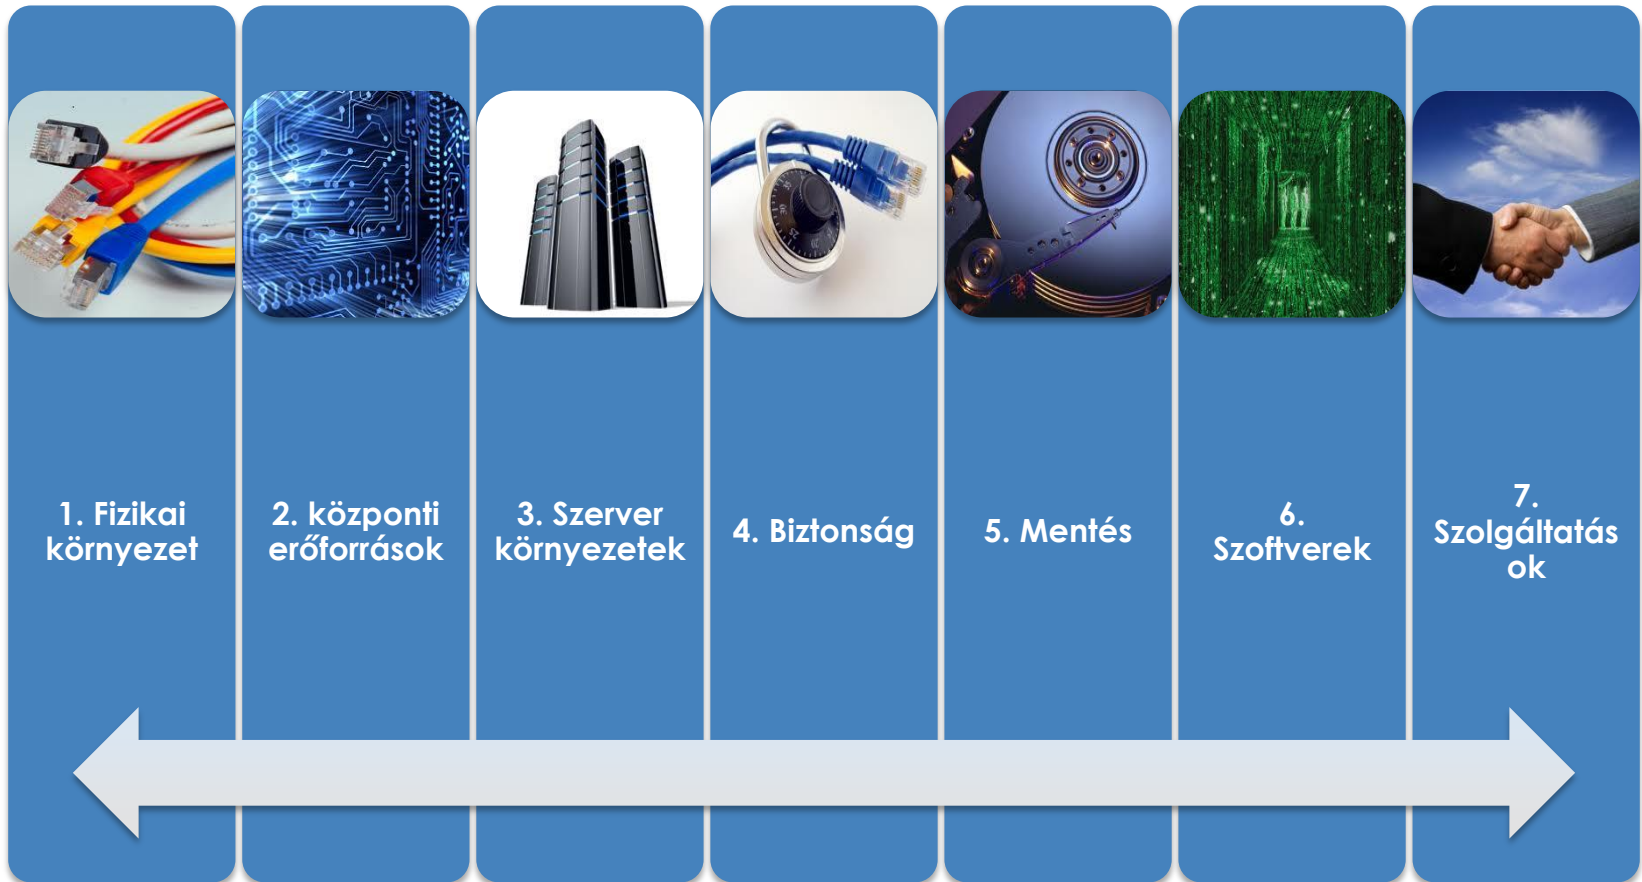 1. Fizikai
környezet
2. központi
erőforrások
3. Szerver
környezetek
4. Biztonság
5. Mentés
6.
Szoftverek
7.
Szolgáltatás
ok